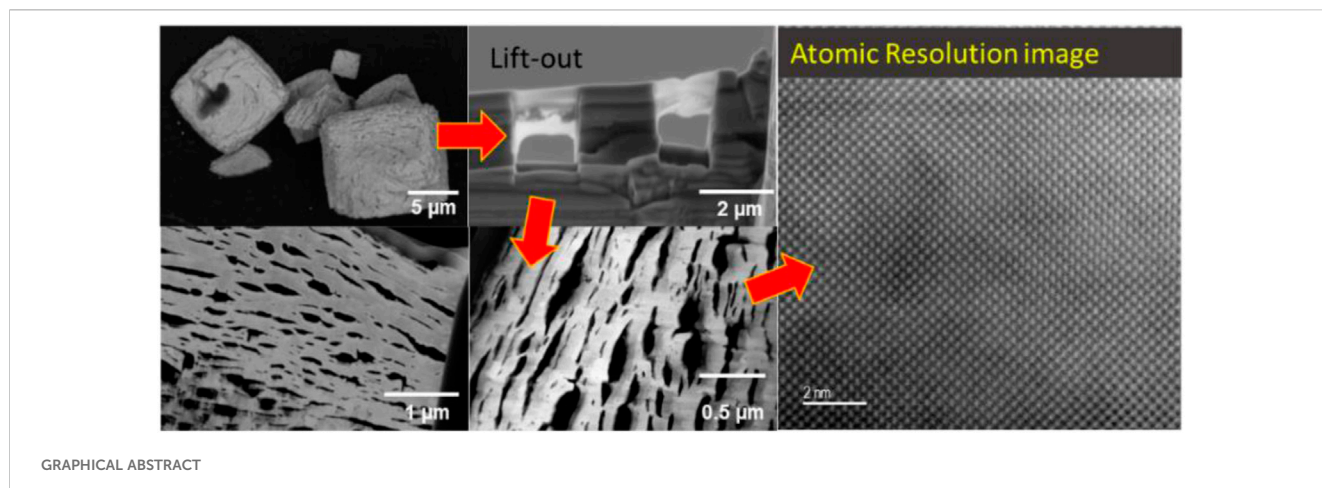 Lift-out
Atomic Resolution image
5 µm
2 µm
1 µm
0.5 µm
2 nm
GRAPHICAL ABSTRACT